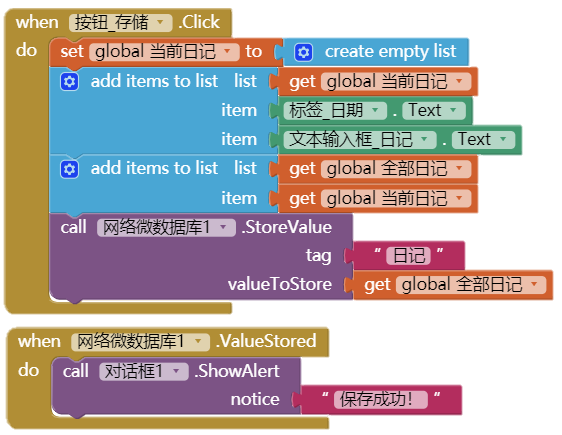 when 按钮_存储 .Click
do set global 当前日记 to create empty list
add items to list list get global 当前日记
item 标签_日期 . Text
item 文本输入框_日记 . Text
add items to list list get global 全部日记
item get global 当前日记
call 网络微数据库1 .StoreValue
tag “ 日记 ”
valueToStore get global 全部日记
when 网络微数据库1 .ValueStored
do call 对话框1 .ShowAlert
notice “ 保存成功！ ”